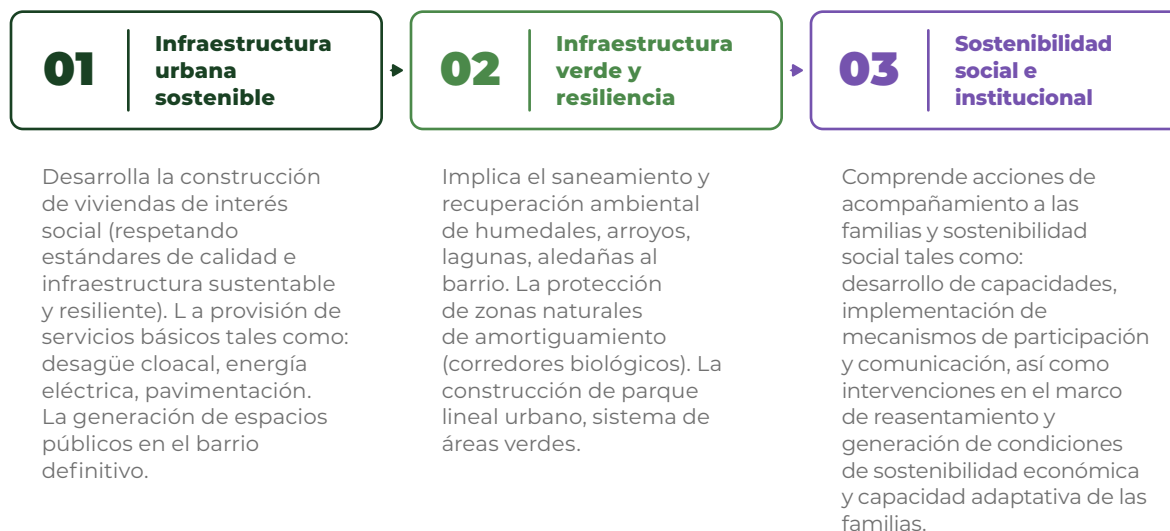 01
Infraestructura
urbana
sostenible
Desarrolla la construcción
de viviendas de interés
social (respetando
estándares de calidad e
infraestructura sustentable
y resiliente). L a provisión de
servicios básicos tales como:
desagüe cloacal, energía
eléctrica, pavimentación.
La generación de espacios
públicos en el barrio
definitivo.
02
Infraestructura
verde y
resiliencia
Implica el saneamiento y
recuperación ambiental
de humedales, arroyos,
lagunas, aledañas al
barrio. La protección
de zonas naturales
de amortiguamiento
(corredores biológicos). La
construcción de parque
lineal urbano, sistema de
áreas verdes.
03
Sostenibilidad
social e
institucional
Comprende acciones de
acompañamiento a las
familias y sostenibilidad
social tales como:
desarrollo de capacidades,
implementación de
mecanismos de participación
y comunicación, así como
intervenciones en el marco
de reasentamiento y
generación de condiciones
de sostenibilidad económica
y capacidad adaptativa de las
familias.